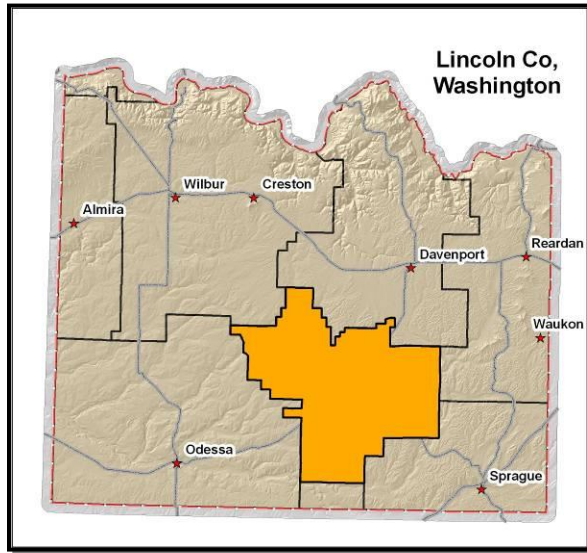 Lincoln Co,
Washington
Wilbur
Creston
Almira
Reardan
Davenport
Waukon
Odessa
Sprague